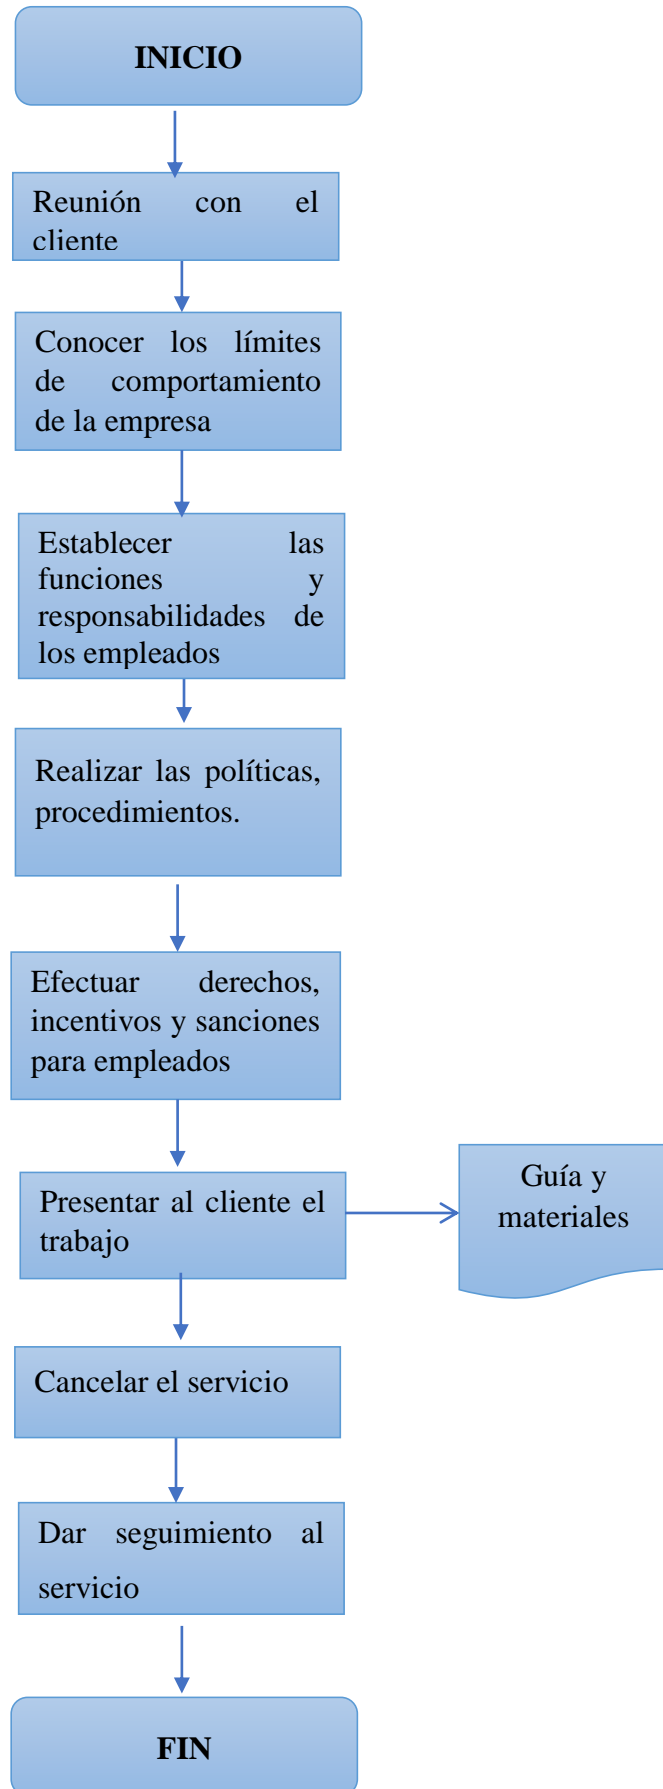 INICIO
Reunión con el
cliente
Conocer los límites
de comportamiento
de la empresa
Establecer las
funciones y
responsabilidades de
los empleados
Realizar las políticas,
procedimientos.
Efectuar derechos,
incentivos y sanciones
para empleados
Presentar al cliente el
trabajo
Guía y
materiales
Cancelar el servicio
Dar seguimiento al
servicio
FIN